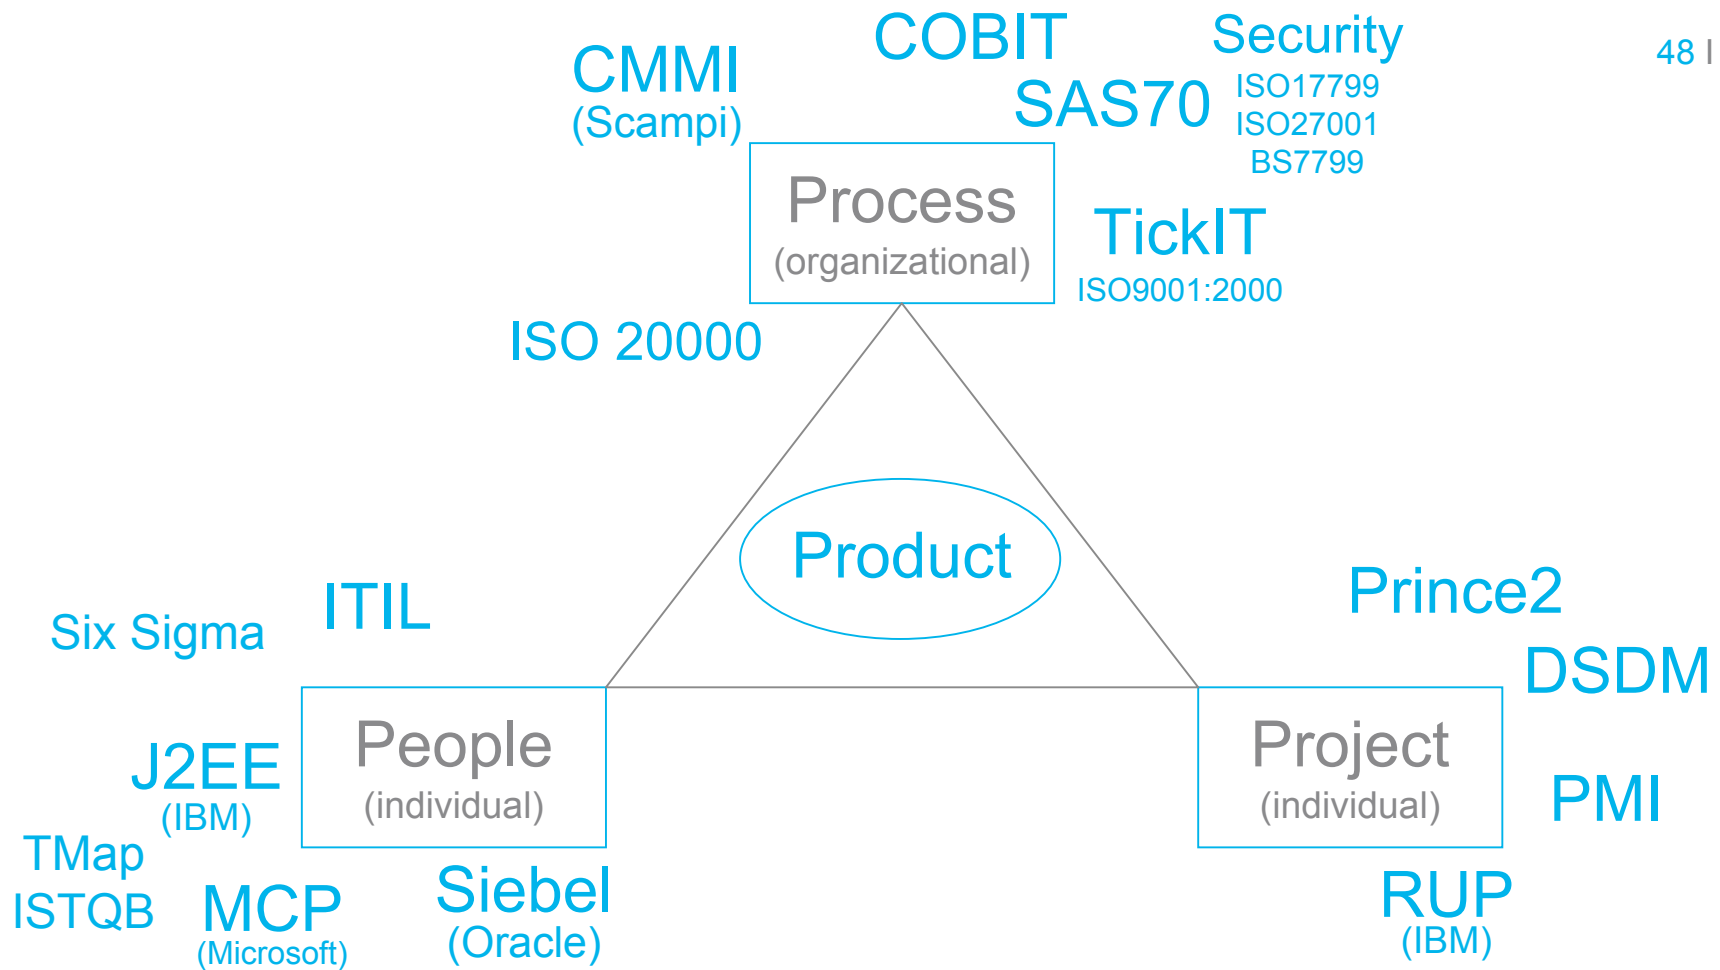 48 |
COBIT
Security
CMMI
(Scampi)
SAS70
ISO17799
ISO27001
BS7799
Process
(organizational)
TickIT
ISO9001:2000
ISO 20000
Product
ITIL
Six Sigma
Prince2
DSDM
People
(individual)
Project
(individual)
J2EE
(IBM)
PMI
TMap
ISTQB
MCP
(Microsoft)
Siebel
(Oracle)
RUP
(IBM)